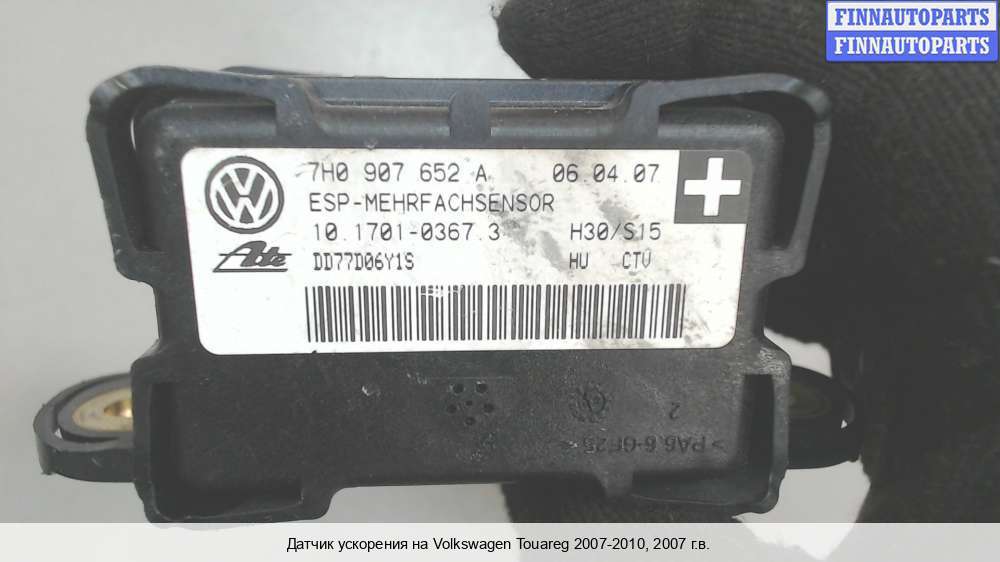 FINNAUTOPARTS
FINNAUTOPARTS
7H0 907 652 A 06.04.07
ESP-MEHRFACHSENSOR
10.1701-0367.3 H30/S15
Ate DD77D06Y1S HU CTV
2
>PA6.6-GF25<
Датчик ускорения на Volkswagen Touareg 2007-2010, 2007 г.в.